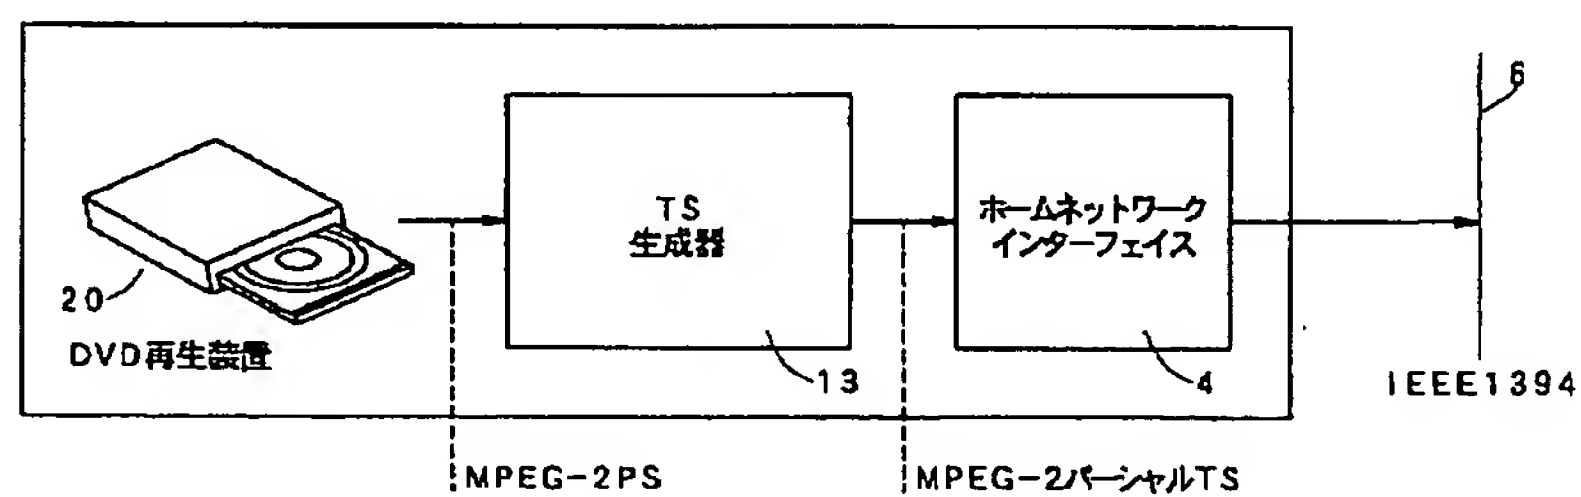 6
TS
生成器
ホームネットワーク
インターフェイス
20
DVD再生装置
13
4
IEEE1394
MPEG-2PS
MPEG-2パーシャルTS